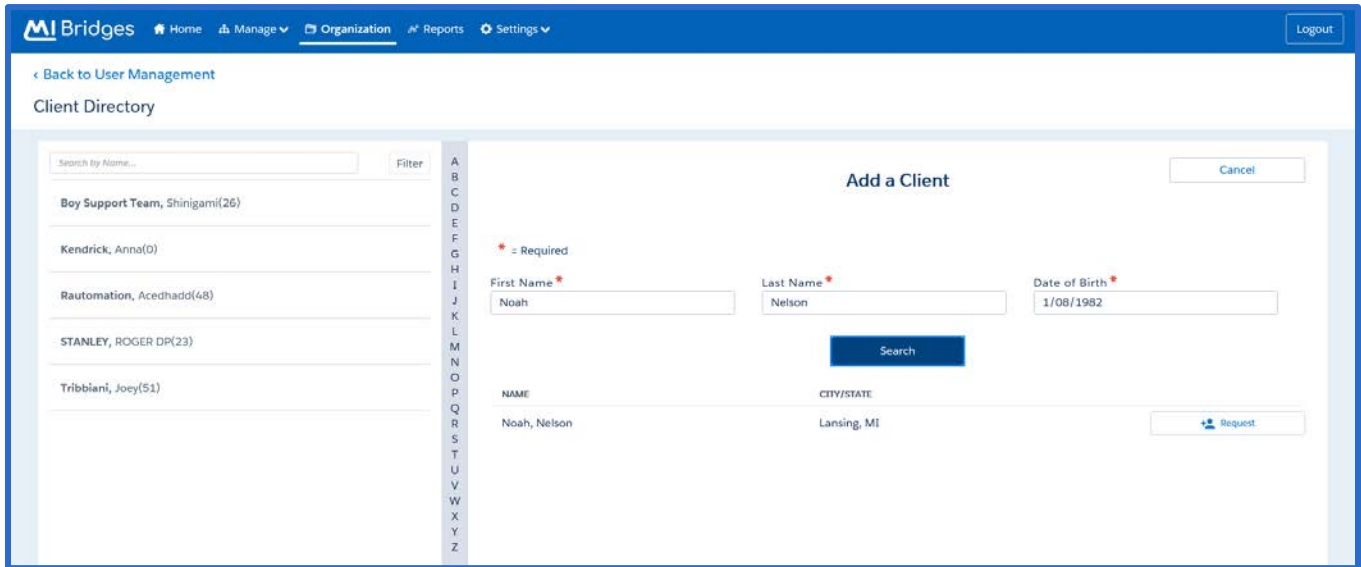 MI Bridges Home Manage Organization Reports Settings Logout
‹ Back to User Management
Client Directory
Search by Name... Filter
Boy Support Team, Shinigami(26)
Kendrick, Anna(0)
Rautomation, Acedhadd(48)
STANLEY, ROGER DP(23)
Tribbiani, Joey(51)
A
B
C
D
E
F
G
H
I
J
K
L
M
N
O
P
Q
R
S
T
U
V
W
X
Y
Z
Add a Client Cancel
* = Required
First Name * Last Name * Date of Birth *
Noah Nelson 1/08/1982
Search
NAME CITY/STATE
Noah, Nelson Lansing, MI Request